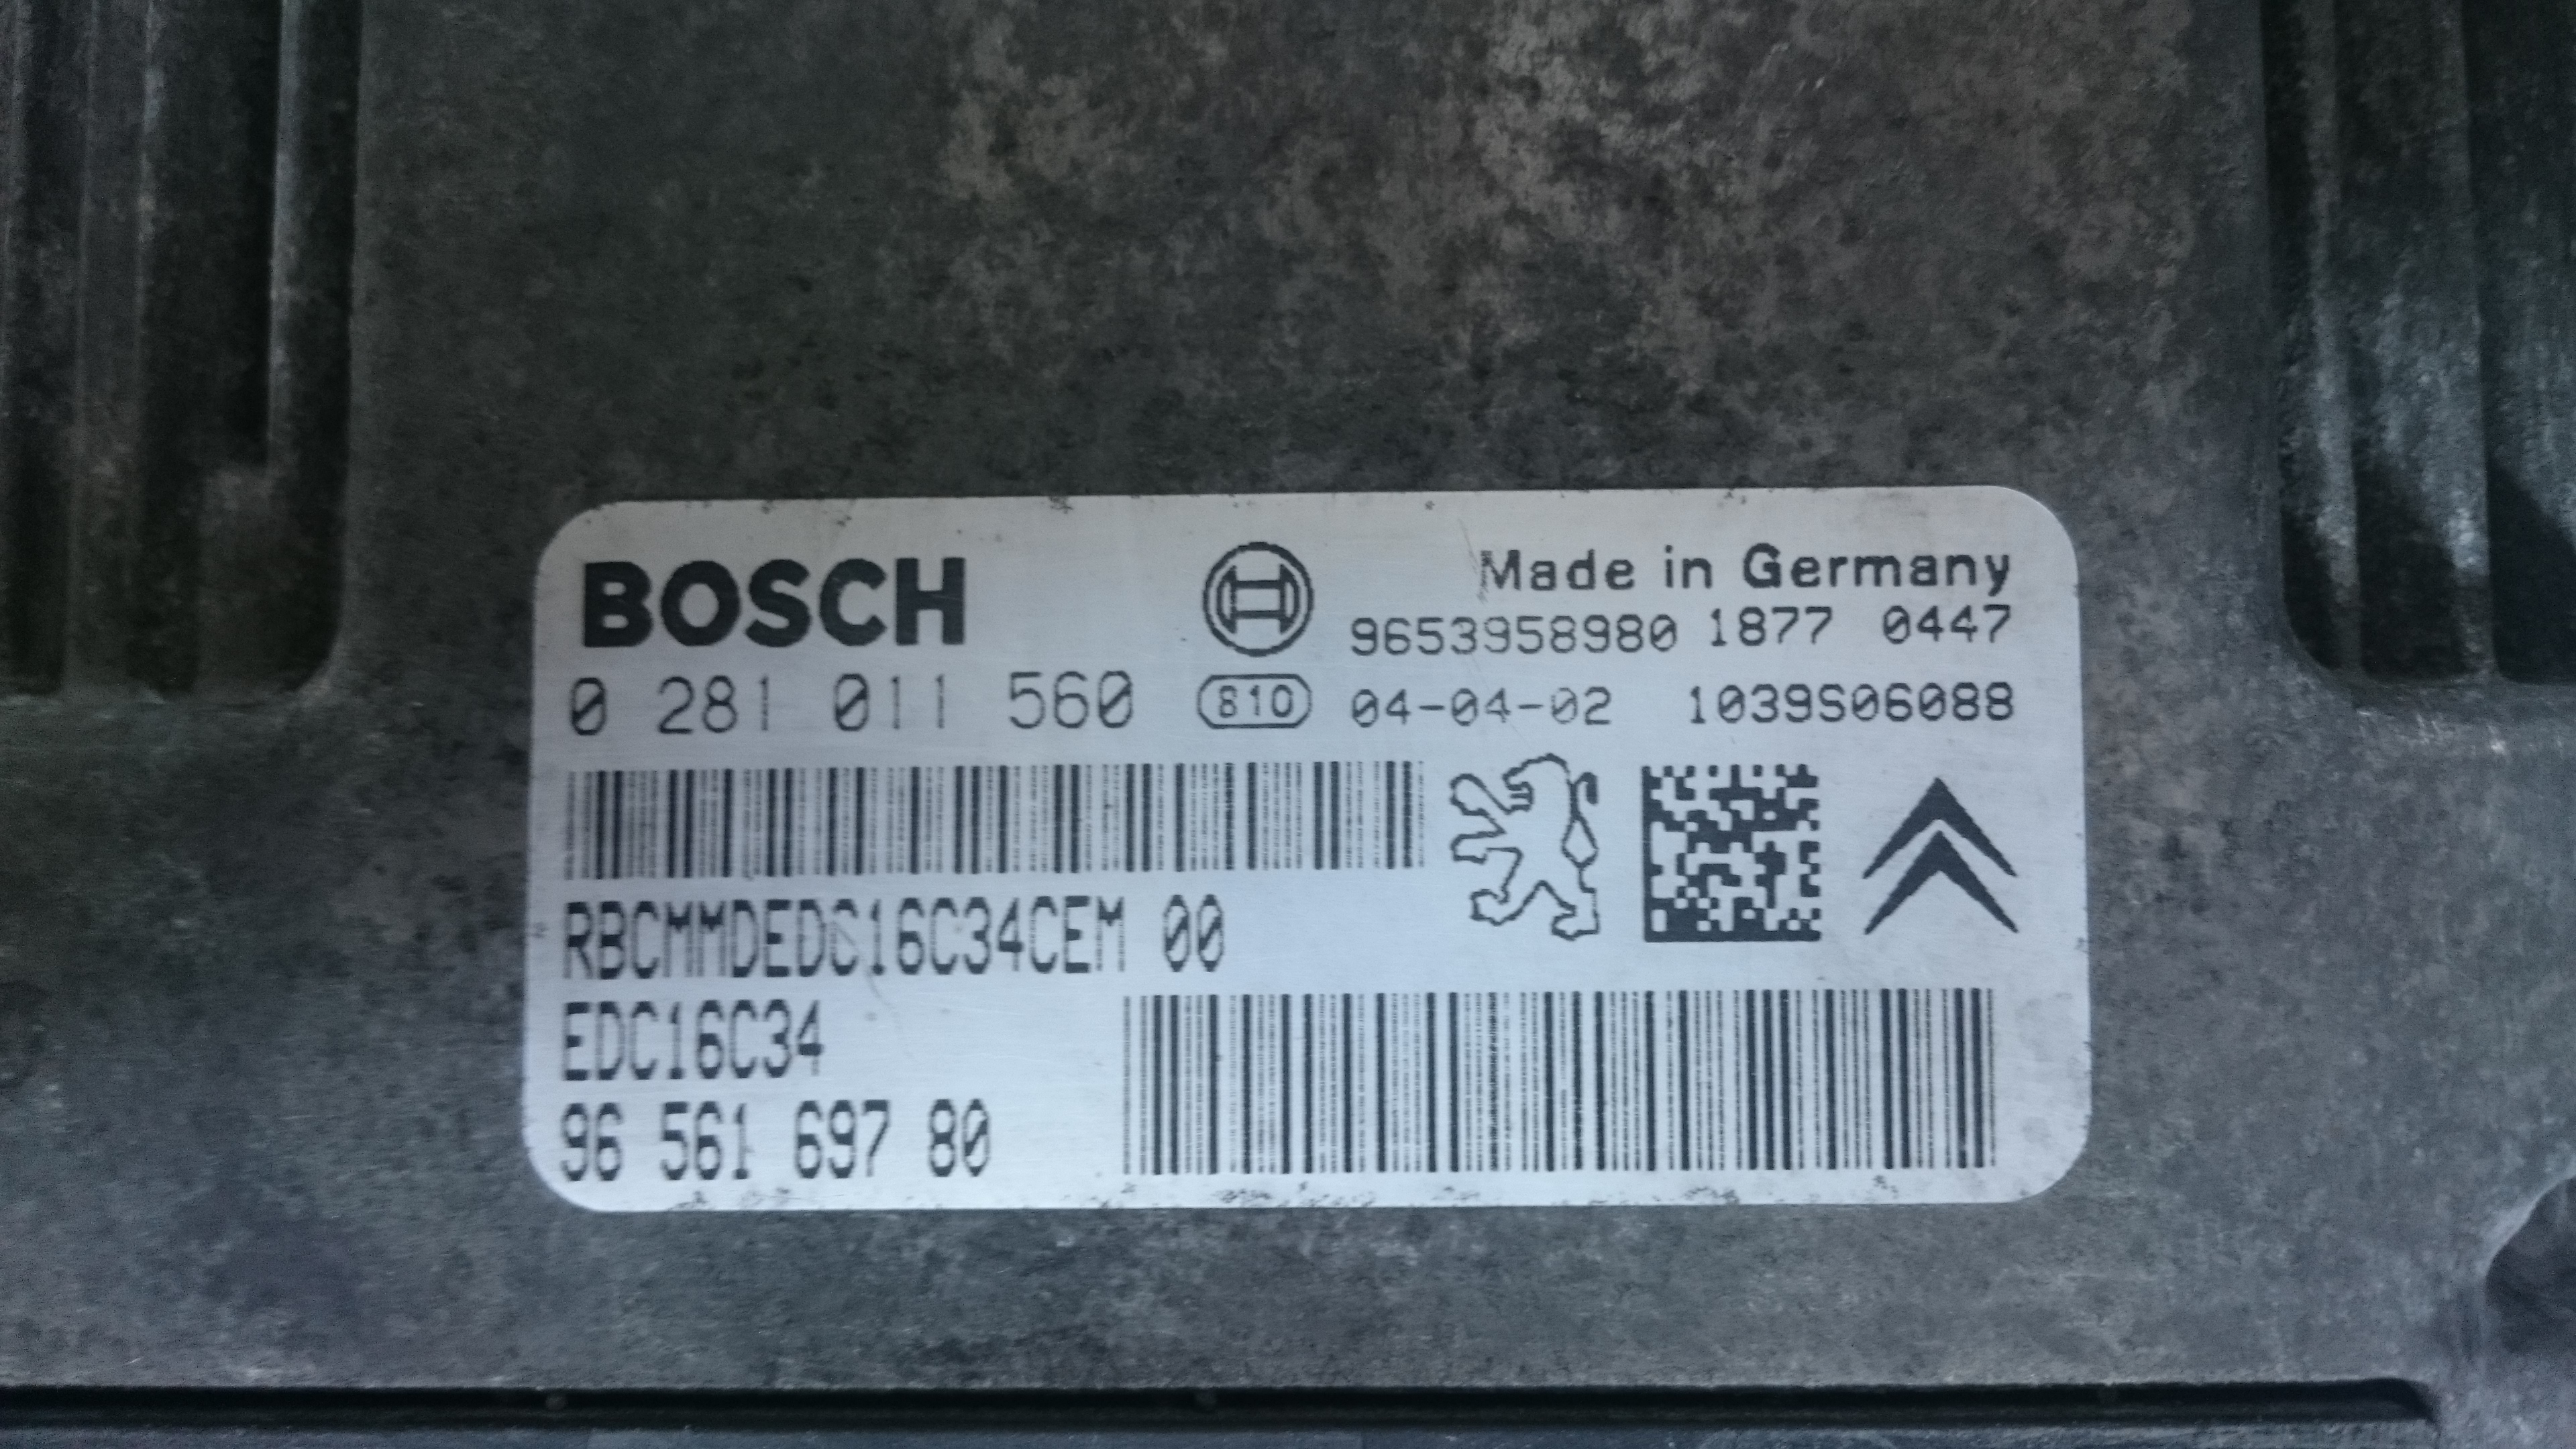 BOSCH
Made in Germany
9653958980 1877 0447
0 281 011 560 810 04-04-02 1039S06088
RBCMMDEDC16C34CEM 00
EDC16C34
96 561 697 80